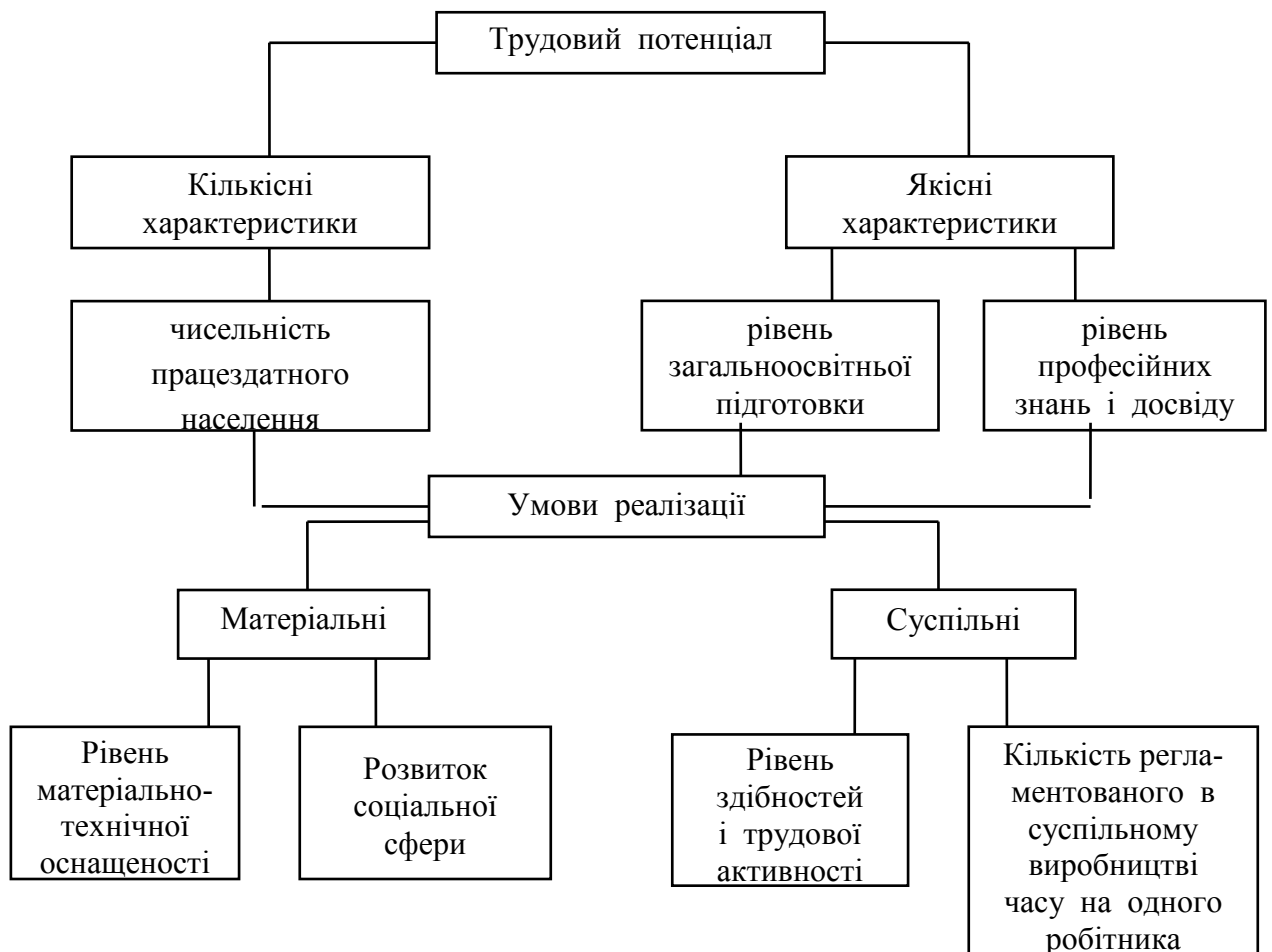 Трудовий потенціал
Кількісні
характеристики
Якісні
характеристики
чисельність
працездатного
населення
рівень
загальноосвітньої
підготовки
рівень
професійних
знань і досвіду
Умови реалізації
Матеріальні
Суспільні
Рівень
матеріально-
технічної
оснащеності
Розвиток
соціальної
сфери
Рівень
здібностей
і трудової
активності
Кількість регла-
ментованого в
суспільному
виробництві
часу на одного
робітника